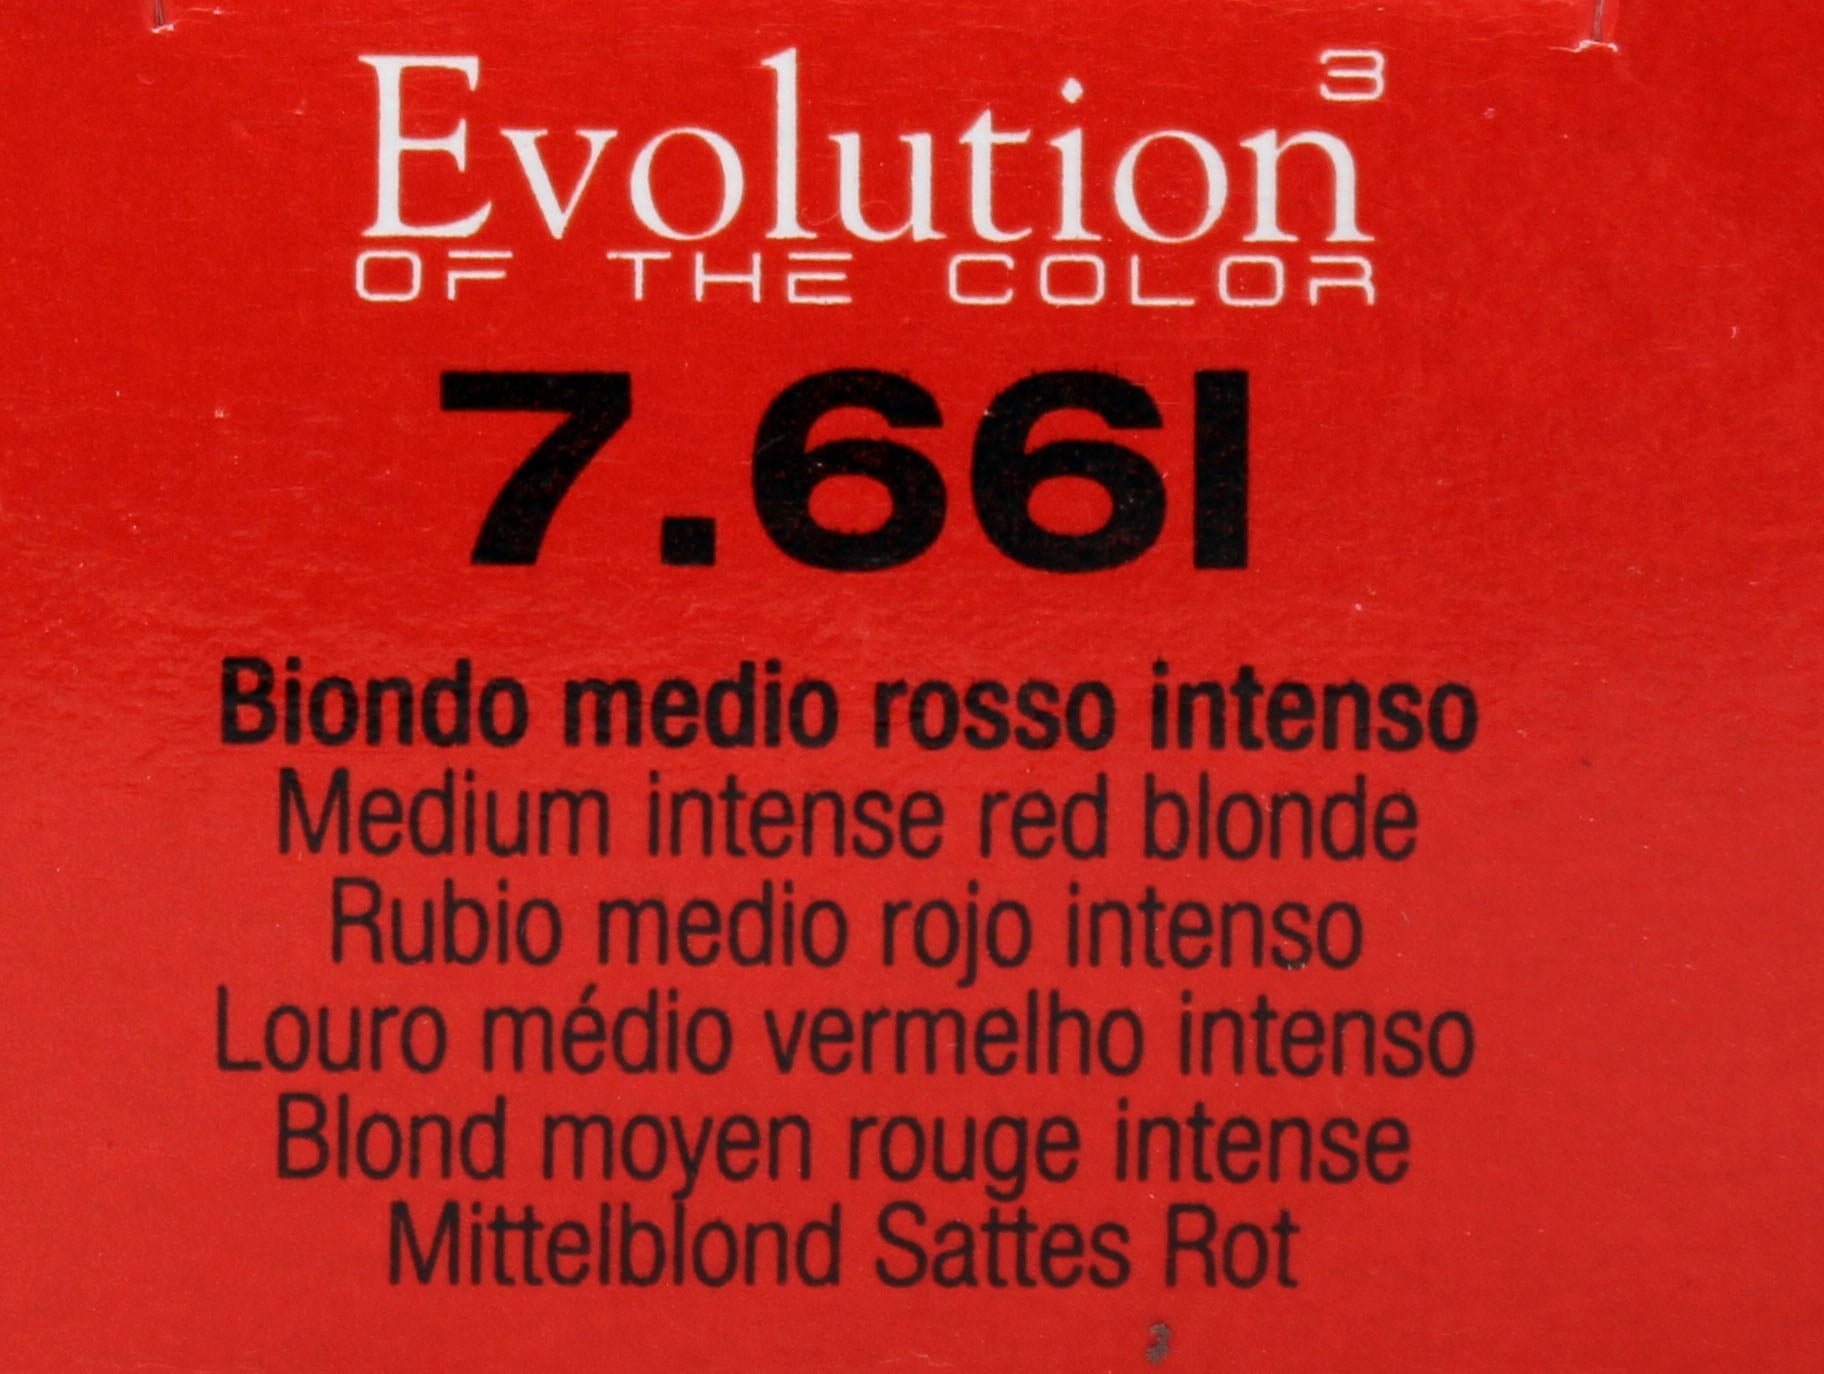 Evolution³
OF THE COLOR
7.66I
Biondo medio rosso intenso
Medium intense red blonde
Rubio medio rojo intenso
Louro médio vermelho intenso
Blond moyen rouge intense
Mittelblond Sattes Rot